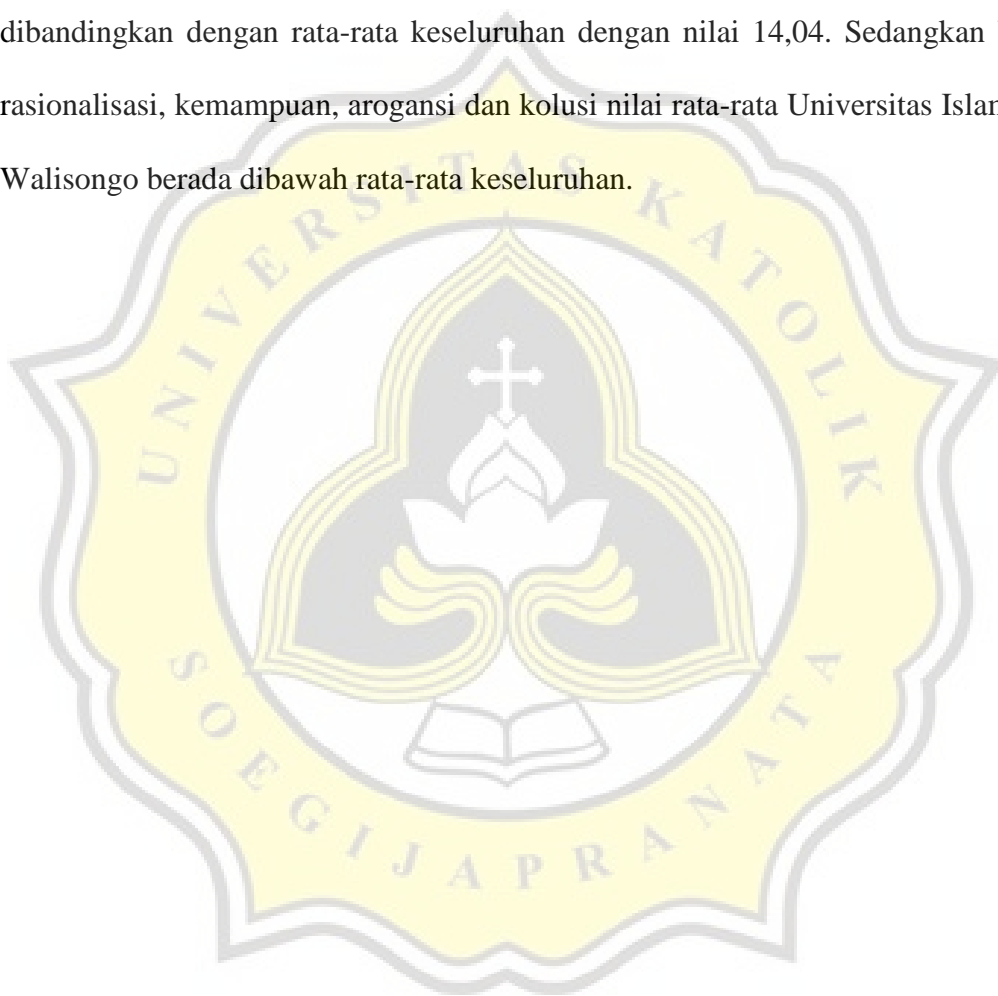 dibandingkan dengan rata-rata keseluruhan dengan nilai 14,04. Sedangkan
rasionalisasi, kemampuan, arogansi dan kolusi nilai rata-rata Universitas
Walisongo berada dibawah rata-rata keseluruhan.
UNIVERSITAS KATOLIK
SOEGIJAPRANATA